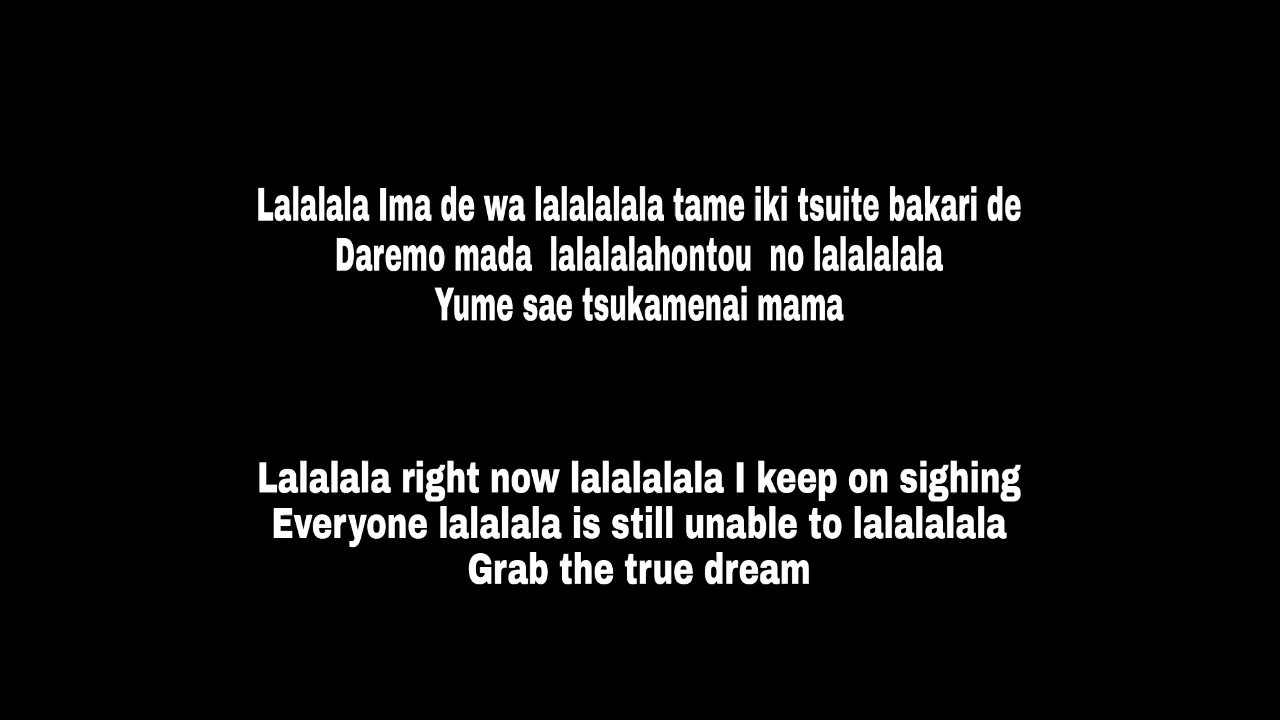 Lalalala Ima de wa lalalalala tame iki tsuite bakari de
Daremo mada  lalalalahontou  no lalalalala
Yume sae tsukamenai mama
Lalalala right now lalalalala I keep on sighing
Everyone lalalala is still unable to lalalalala
Grab the true dream